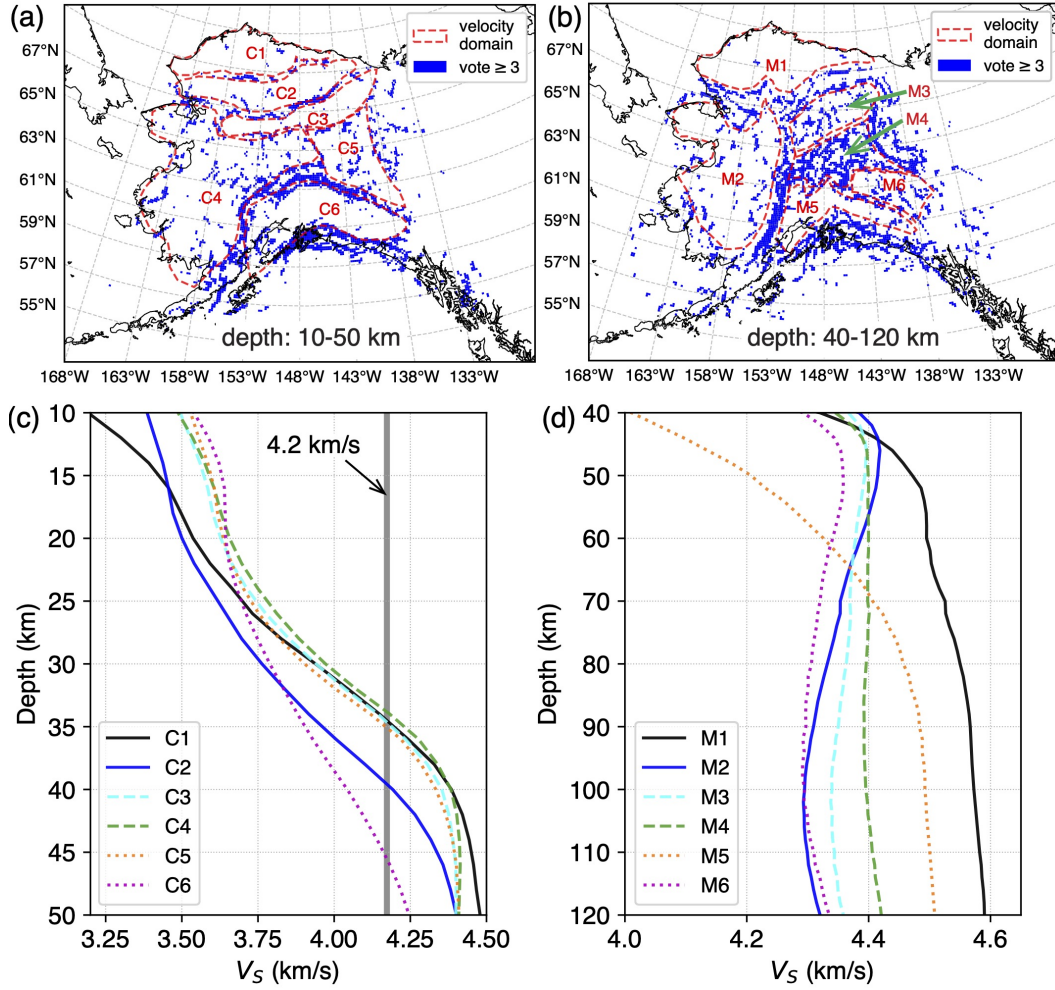 (a)
velocity
domain
vote ≥ 3
C1
C2
C3
C5
C4
C6
67°N
65°N
63°N
61°N
59°N
57°N
55°N
depth: 10-50 km
168°W 163°W 158°W 153°W 148°W 143°W 138°W 133°W
(b)
velocity
domain
vote ≥ 3
M1
M3
M4
M2
M6
M5
67°N
65°N
63°N
61°N
59°N
57°N
55°N
depth: 40-120 km
168°W 163°W 158°W 153°W 148°W 143°W 138°W 133°W
(c)
4.2 km/s
10
15
20
25
30
35
40
45
50
Depth (km)
C1
C2
C3
C4
C5
C6
3.25 3.50 3.75 4.00 4.25 4.50
V_S (km/s)
(d)
40
50
60
70
80
90
100
110
120
Depth (km)
M1
M2
M3
M4
M5
M6
4.0 4.2 4.4 4.6
V_S (km/s)